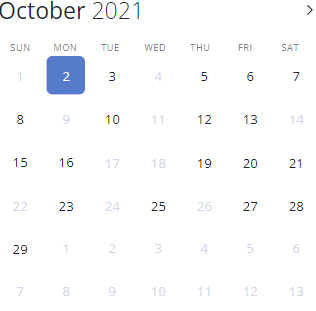 October 2021 >
SUN MON TUE WED THU FRI SAT
1 2 3 4 5 6 7
8 9 10 11 12 13 14
15 16 17 18 19 20 21
22 23 24 25 26 27 28
29 1 2 3 4 5 6
7 8 9 10 11 12 13